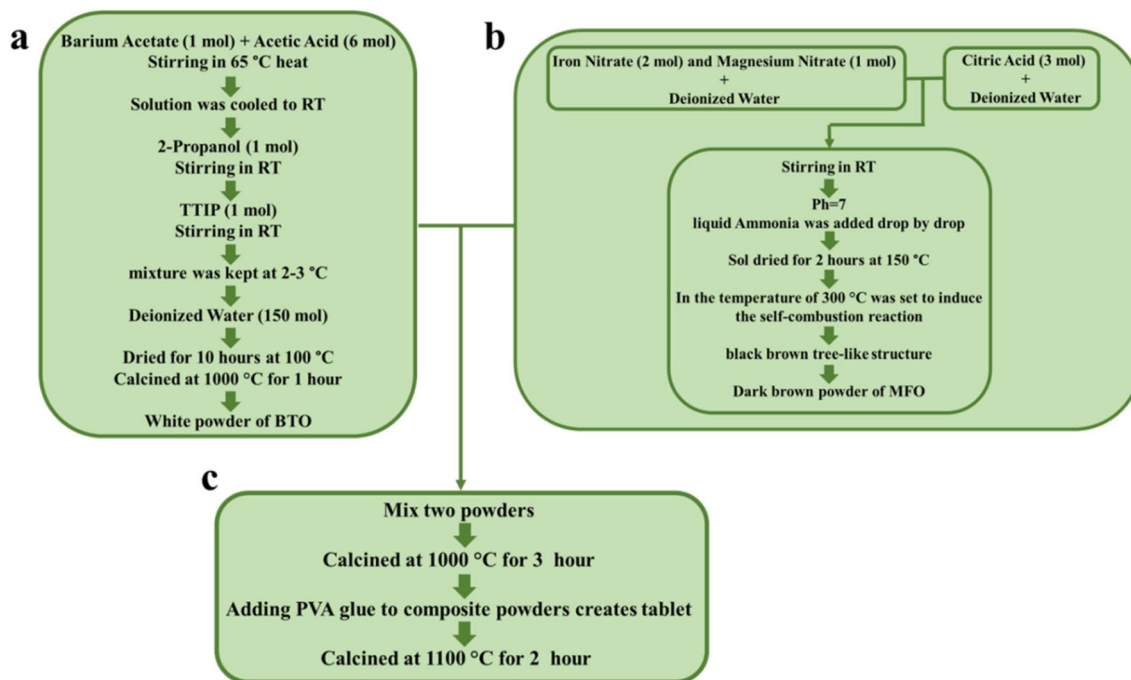 a
Barium Acetate (1 mol) + Acetic Acid (6 mol)
Stirring in 65 °C heat
Solution was cooled to RT
2-Propanol (1 mol)
Stirring in RT
TTIP (1 mol)
Stirring in RT
mixture was kept at 2-3 °C
Deionized Water (150 mol)
Dried for 10 hours at 100 °C
Calcined at 1000 °C for 1 hour
White powder of BTO
b
Iron Nitrate (2 mol) and Magnesium Nitrate (1 mol)
+
Deionized Water
Citric Acid (3 mol)
+
Deionized Water
Stirring in RT
Ph=7
liquid Ammonia was added drop by drop
Sol dried for 2 hours at 150 °C
In the temperature of 300 °C was set to induce
the self-combustion reaction
black brown tree-like structure
Dark brown powder of MFO
c
Mix two powders
Calcined at 1000 °C for 3 hour
Adding PVA glue to composite powders creates tablet
Calcined at 1100 °C for 2 hour